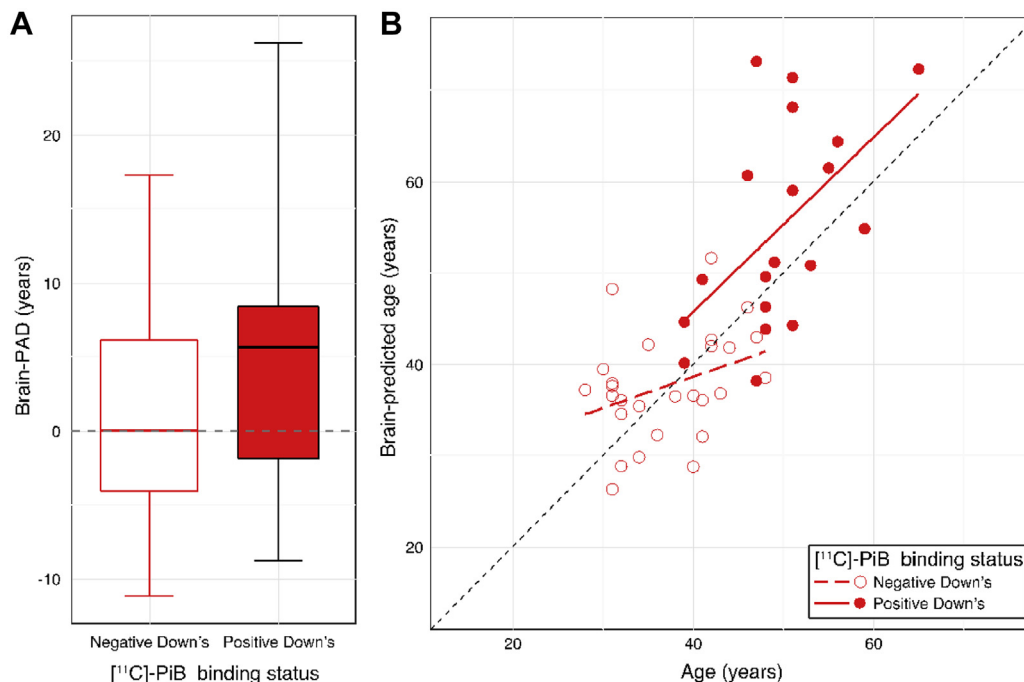 A
Brain-PAD (years)
20
10
0
-10
Negative Down's Positive Down's
[¹¹C]-PiB binding status
B
Brain-predicted age (years)
60
40
20
20 40 60
Age (years)
[¹¹C]-PiB binding status
Negative Down's
Positive Down's